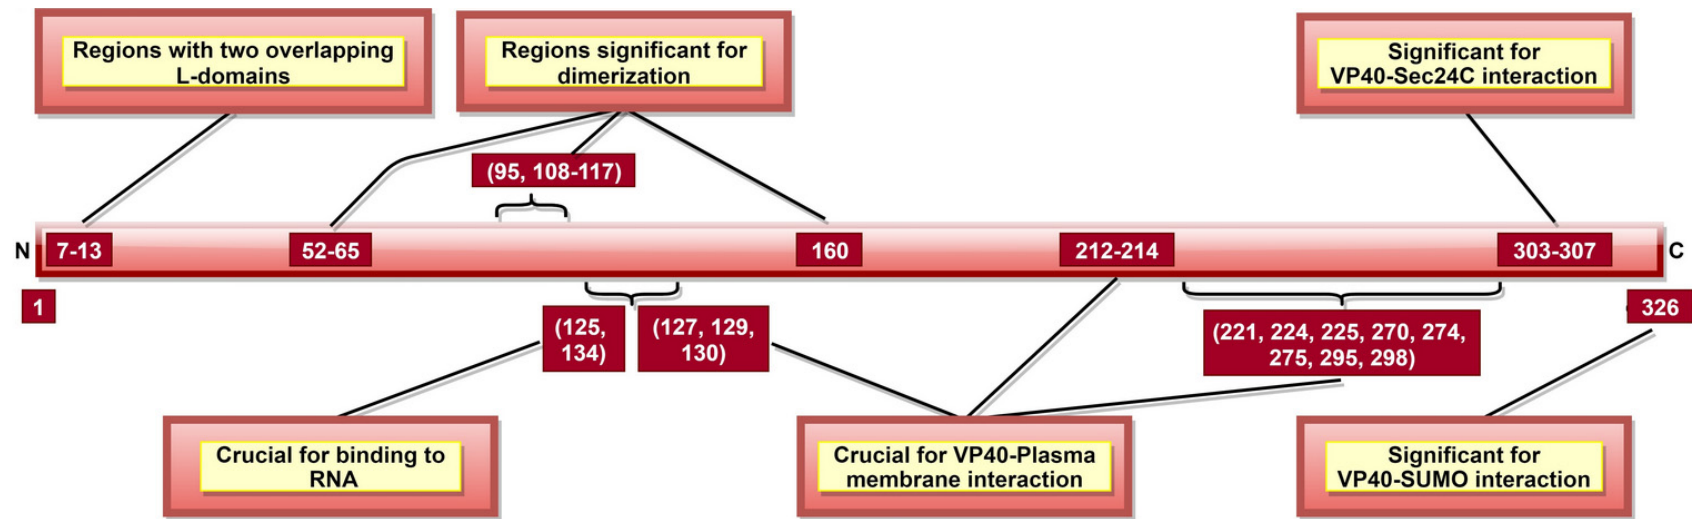 Regions with two overlapping
L-domains
Regions significant for
dimerization
Significant for
VP40-Sec24C interaction
(95, 108-117)
N
7-13
52-65
160
212-214
303-307
C
1
(125,
134)
(127, 129,
130)
(221, 224, 225, 270, 274,
275, 295, 298)
326
Crucial for binding to
RNA
Crucial for VP40-Plasma
membrane interaction
Significant for
VP40-SUMO interaction